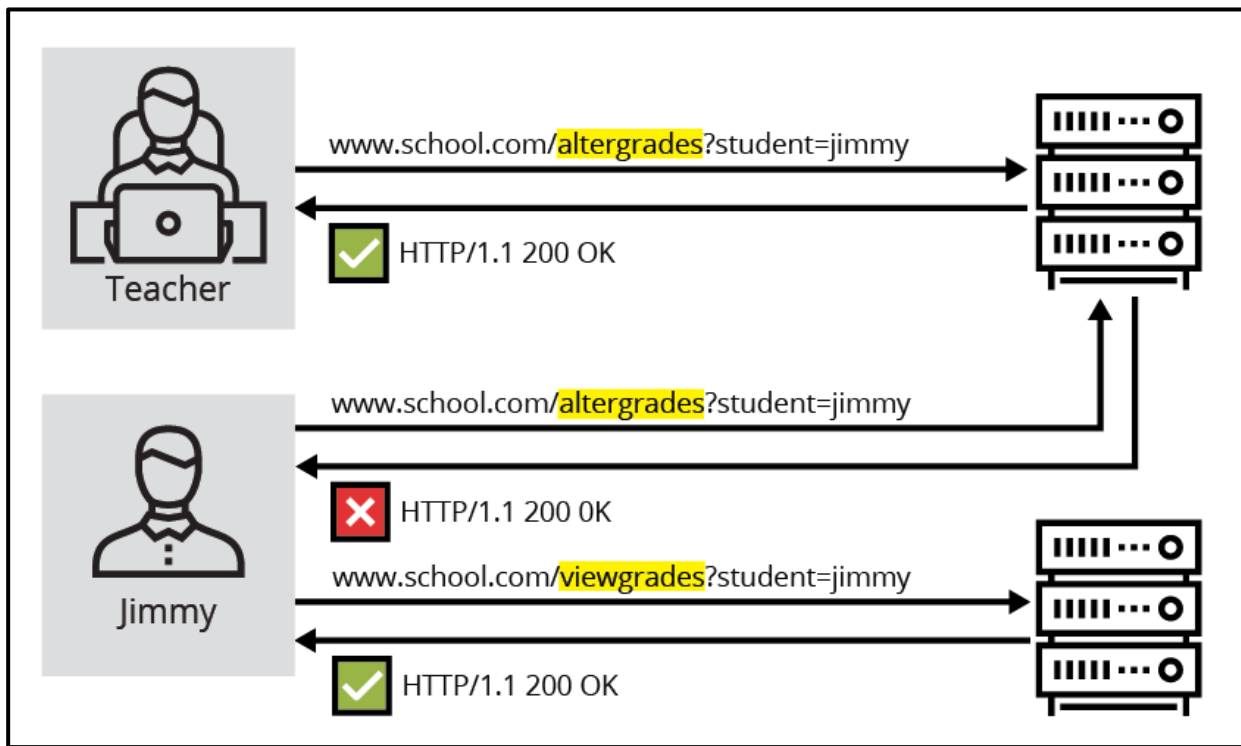 www.school.com/altergrades?student=jimmy
HTTP/1.1 200 OK
Teacher
www.school.com/altergrades?student=jimmy
HTTP/1.1 200 0K
www.school.com/viewgrades?student=jimmy
Jimmy
HTTP/1.1 200 OK